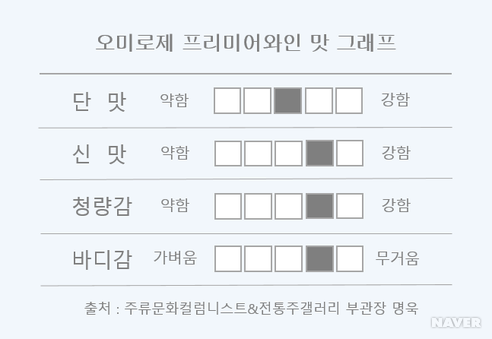 오미로제 프리미어와인 맛 그래프
단 맛 약함 강함
신 맛 약함 강함
청량감 약함 강함
바디감 가벼움 무거움
출처 : 주류문화컬럼니스트&전통주갤러리 부관장 명욱
NAVER